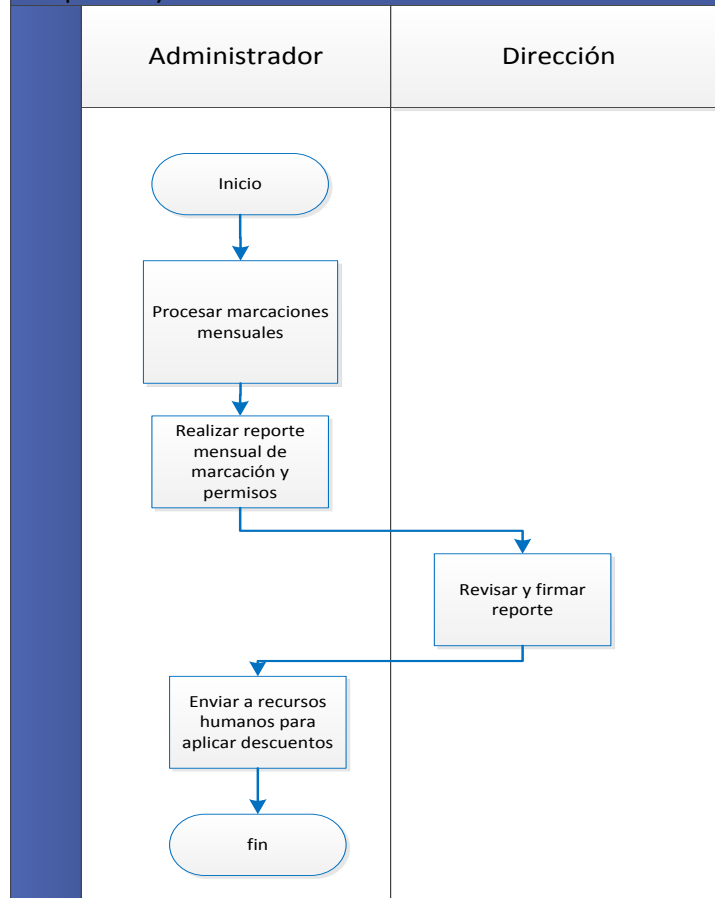 Administrador
Dirección
Inicio
Procesar marcaciones
mensuales
Realizar reporte
mensual de
marcación y
permisos
Revisar y firmar
reporte
Enviar a recursos
humanos para
aplicar descuentos
fin